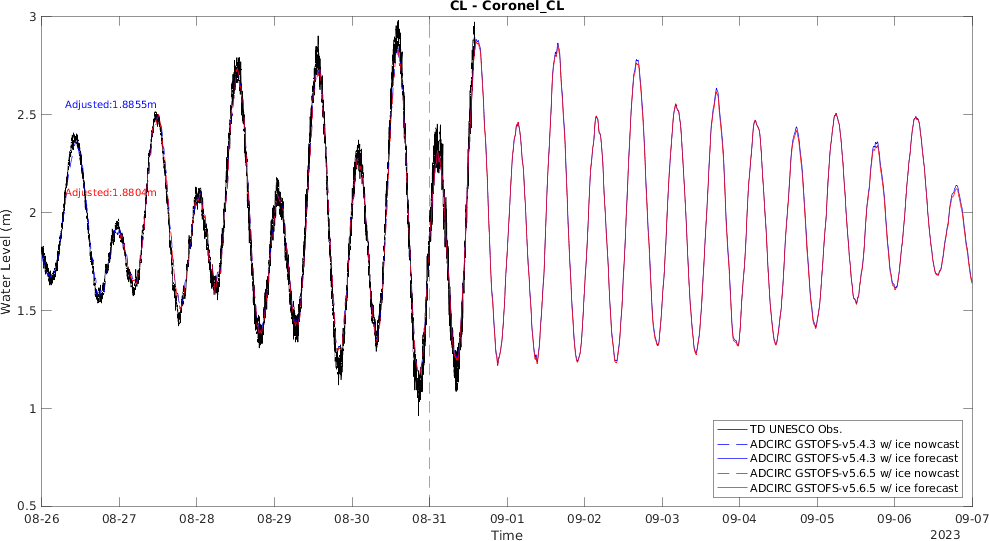 CL - Coronel_CL
3
2.5
2
1.5
1
0.5
Water Level (m)
Adjusted:1.8855m
Adjusted:1.8804m
TD UNESCO Obs.
ADCIRC GSTOFS-v5.4.3 w/ ice nowcast
ADCIRC GSTOFS-v5.4.3 w/ ice forecast
ADCIRC GSTOFS-v5.6.5 w/ ice nowcast
ADCIRC GSTOFS-v5.6.5 w/ ice forecast
08-26 08-27 08-28 08-29 08-30 08-31 09-01 09-02 09-03 09-04 09-05 09-06 09-07
Time
2023